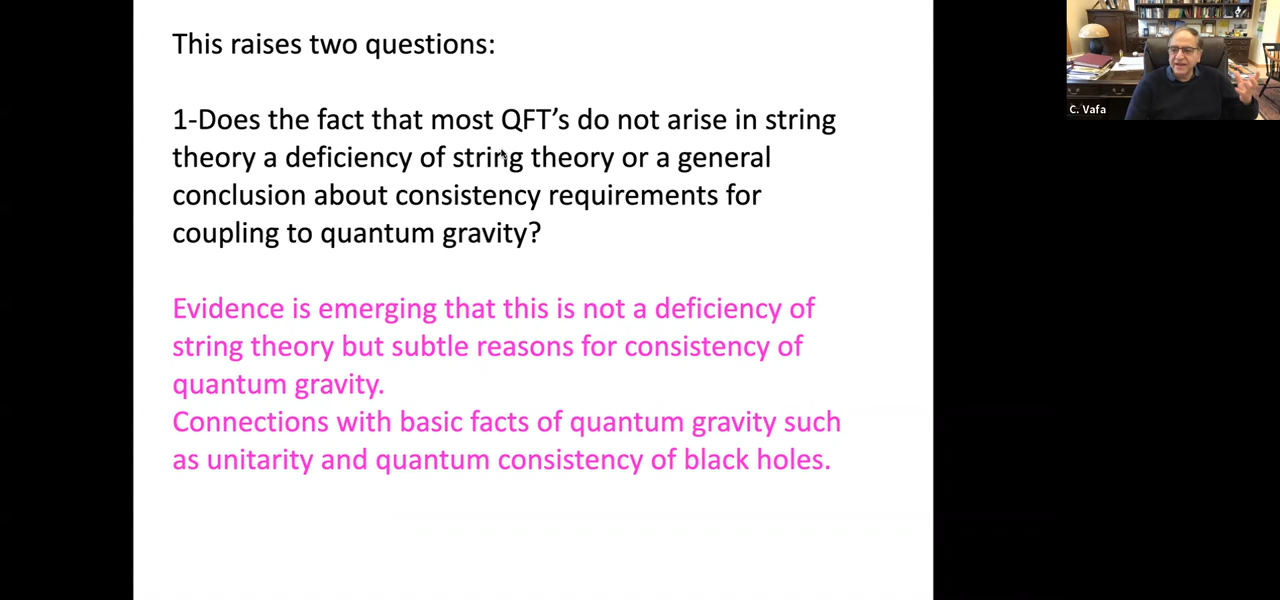 This raises two questions:
1-Does the fact that most QFT's do not arise in string
theory a deficiency of string theory or a general
conclusion about consistency requirements for
coupling to quantum gravity?
Evidence is emerging that this is not a deficiency of
string theory but subtle reasons for consistency of
quantum gravity.
Connections with basic facts of quantum gravity such
as unitarity and quantum consistency of black holes.
C. Vafa